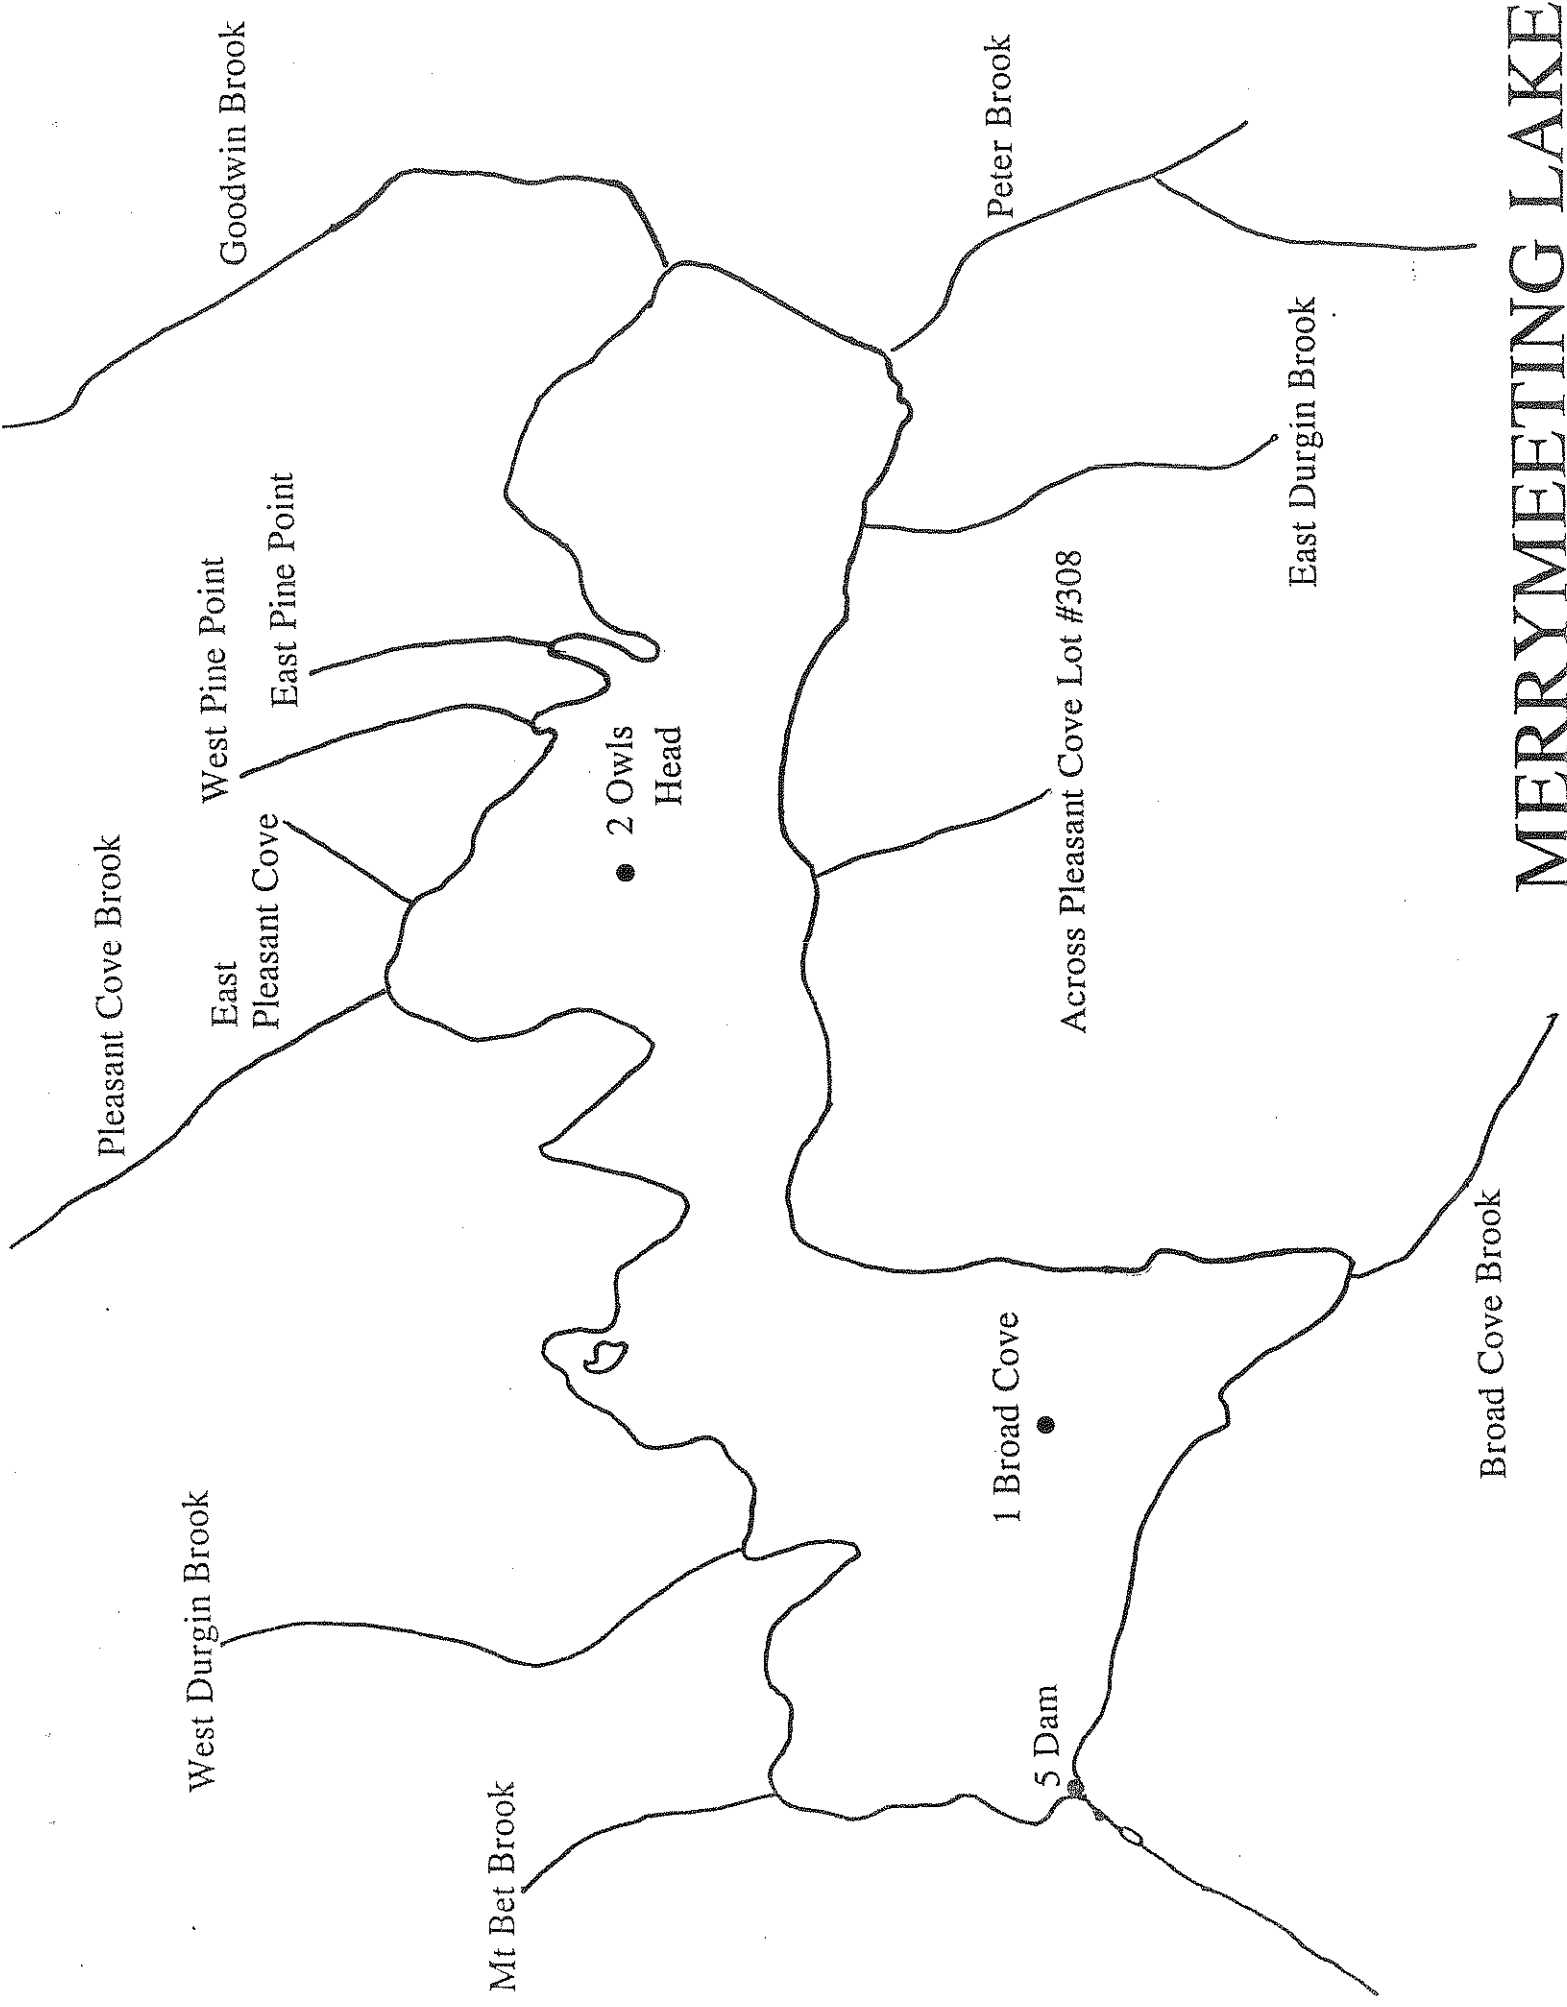 Goodwin Brook
Pleasant Cove Brook
West Pine Point
East
Pleasant Cove
East Pine Point
West Durgin Brook
2 Owls
Head
Mt Bet Brook
Peter Brook
1 Broad Cove
5 Dam
Across Pleasant Cove Lot #308
East Durgin Brook
Broad Cove Brook
MERRYMEETING LAKE